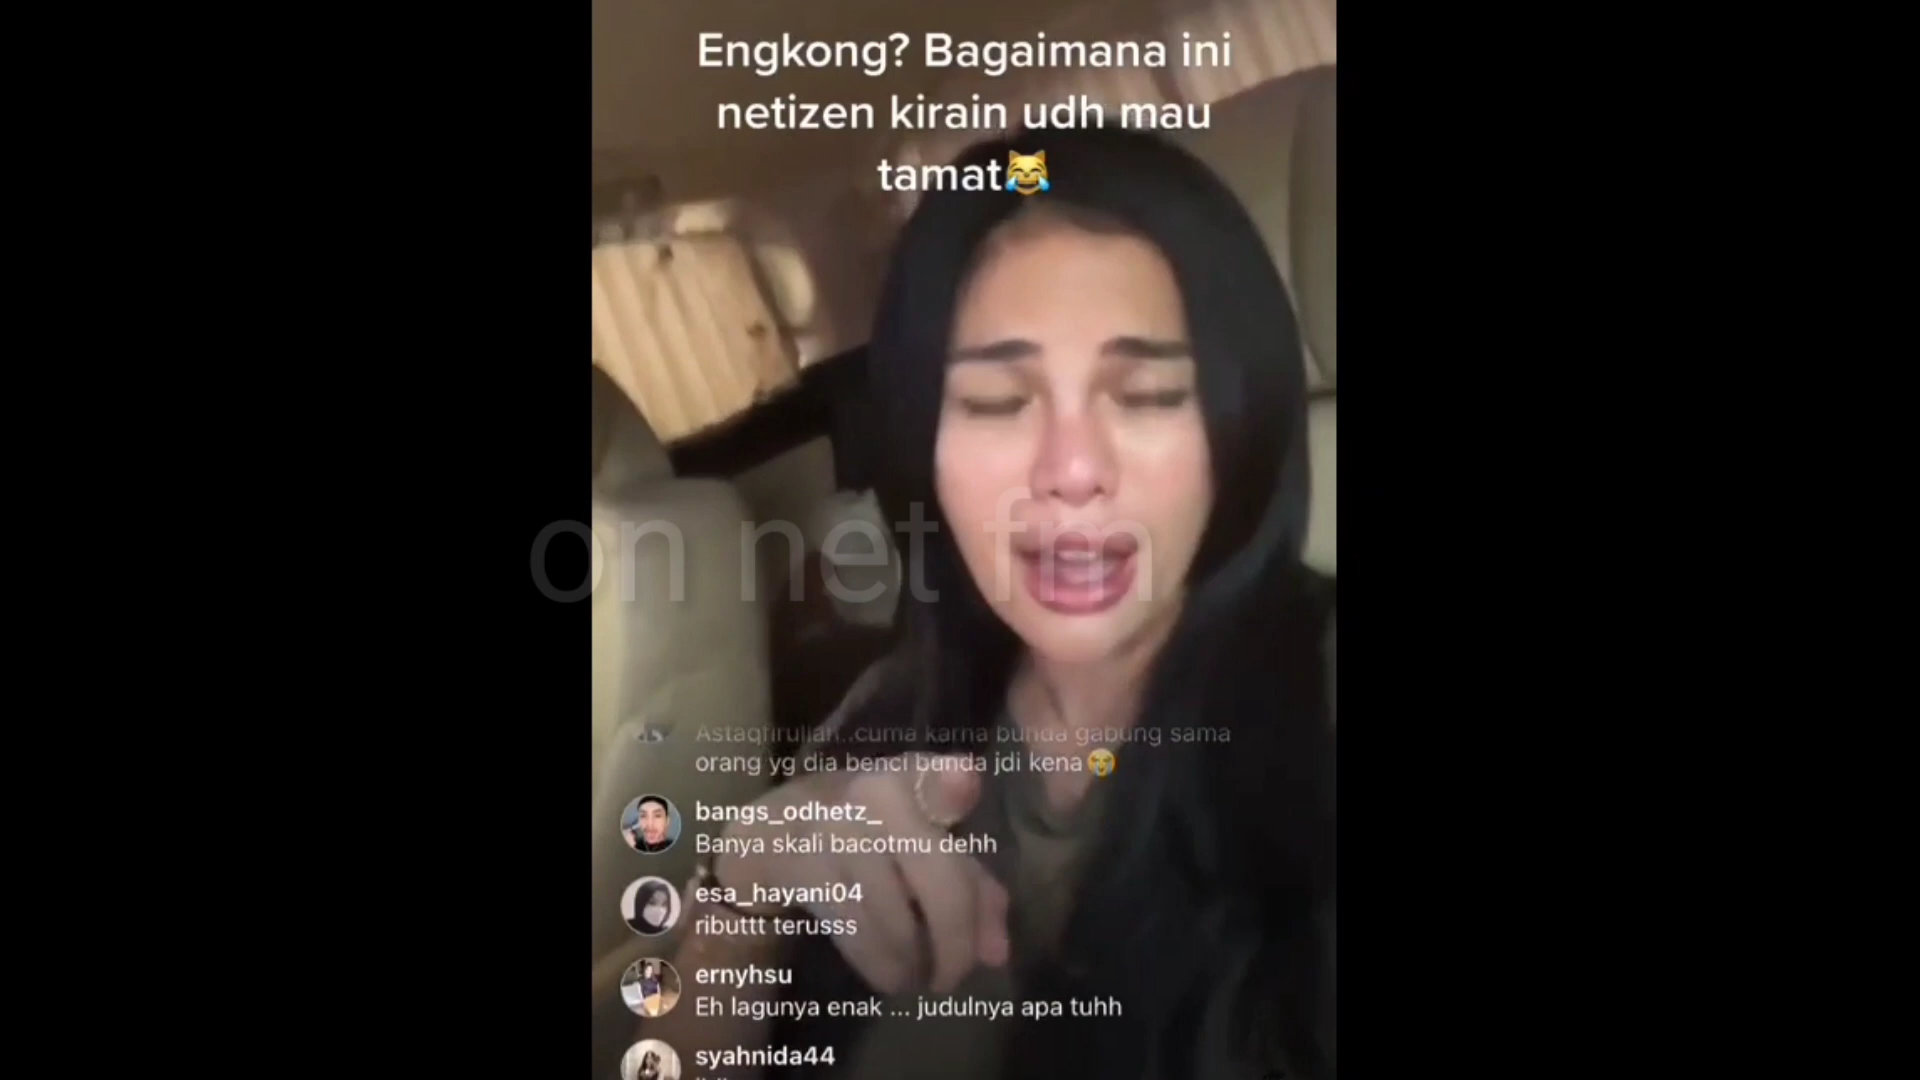 Engkong? Bagaimana ini
netizen kirain udh mau
tamat😹
on net fm
Astaqfirullah..cuma karna bunda gabung sama
orang yg dia benci bunda jdi kena😭
bangs_odhetz_
Banya skali bacotmu dehh
esa_hayani04
ributtt terusss
ernyhsu
Eh lagunya enak ... judulnya apa tuhh
syahnida44